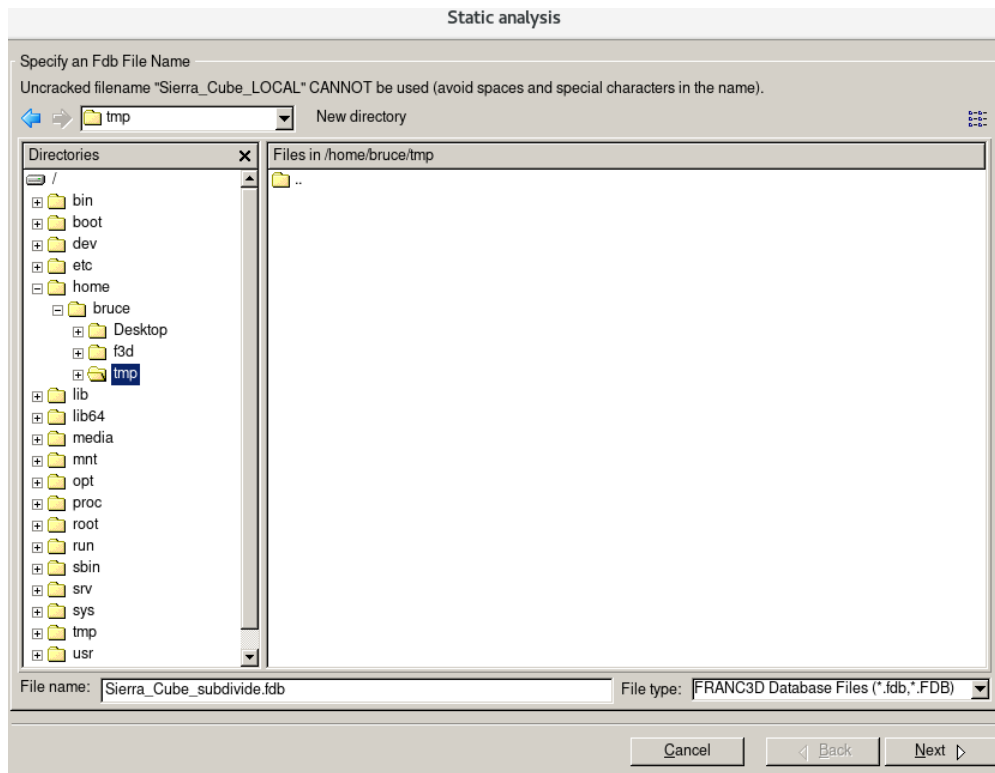 Static analysis
Specify an Fdb File Name
Uncracked filename "Sierra_Cube_LOCAL" CANNOT be used (avoid spaces and special characters in the name).
tmp New directory
Directories Files in /home/bruce/tmp
/ ..
bin
boot
dev
etc
home
bruce
Desktop
f3d
tmp
lib
lib64
media
mnt
opt
proc
root
run
sbin
srv
sys
tmp
usr
File name: Sierra_Cube_subdivide.fdb File type: FRANC3D Database Files (*.fdb,*.FDB)
Cancel Back Next